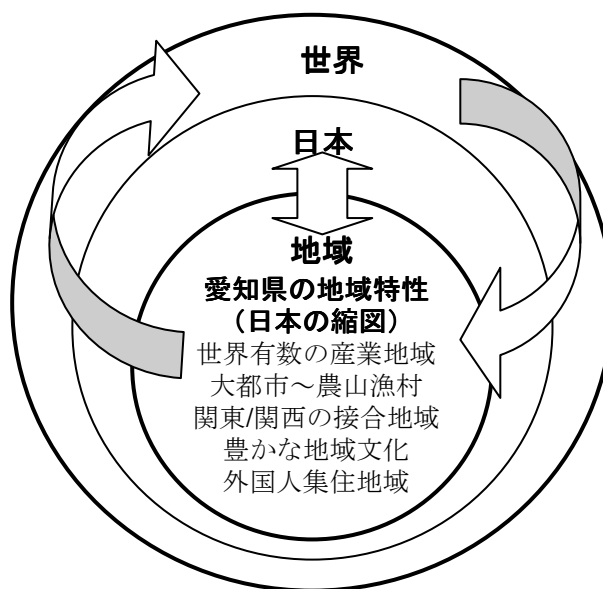 世界
日本
地域
愛知県の地域特性
（日本の縮図）
世界有数の産業地域
大都市～農山漁村
関東/関西の接合地域
豊かな地域文化
外国人集住地域